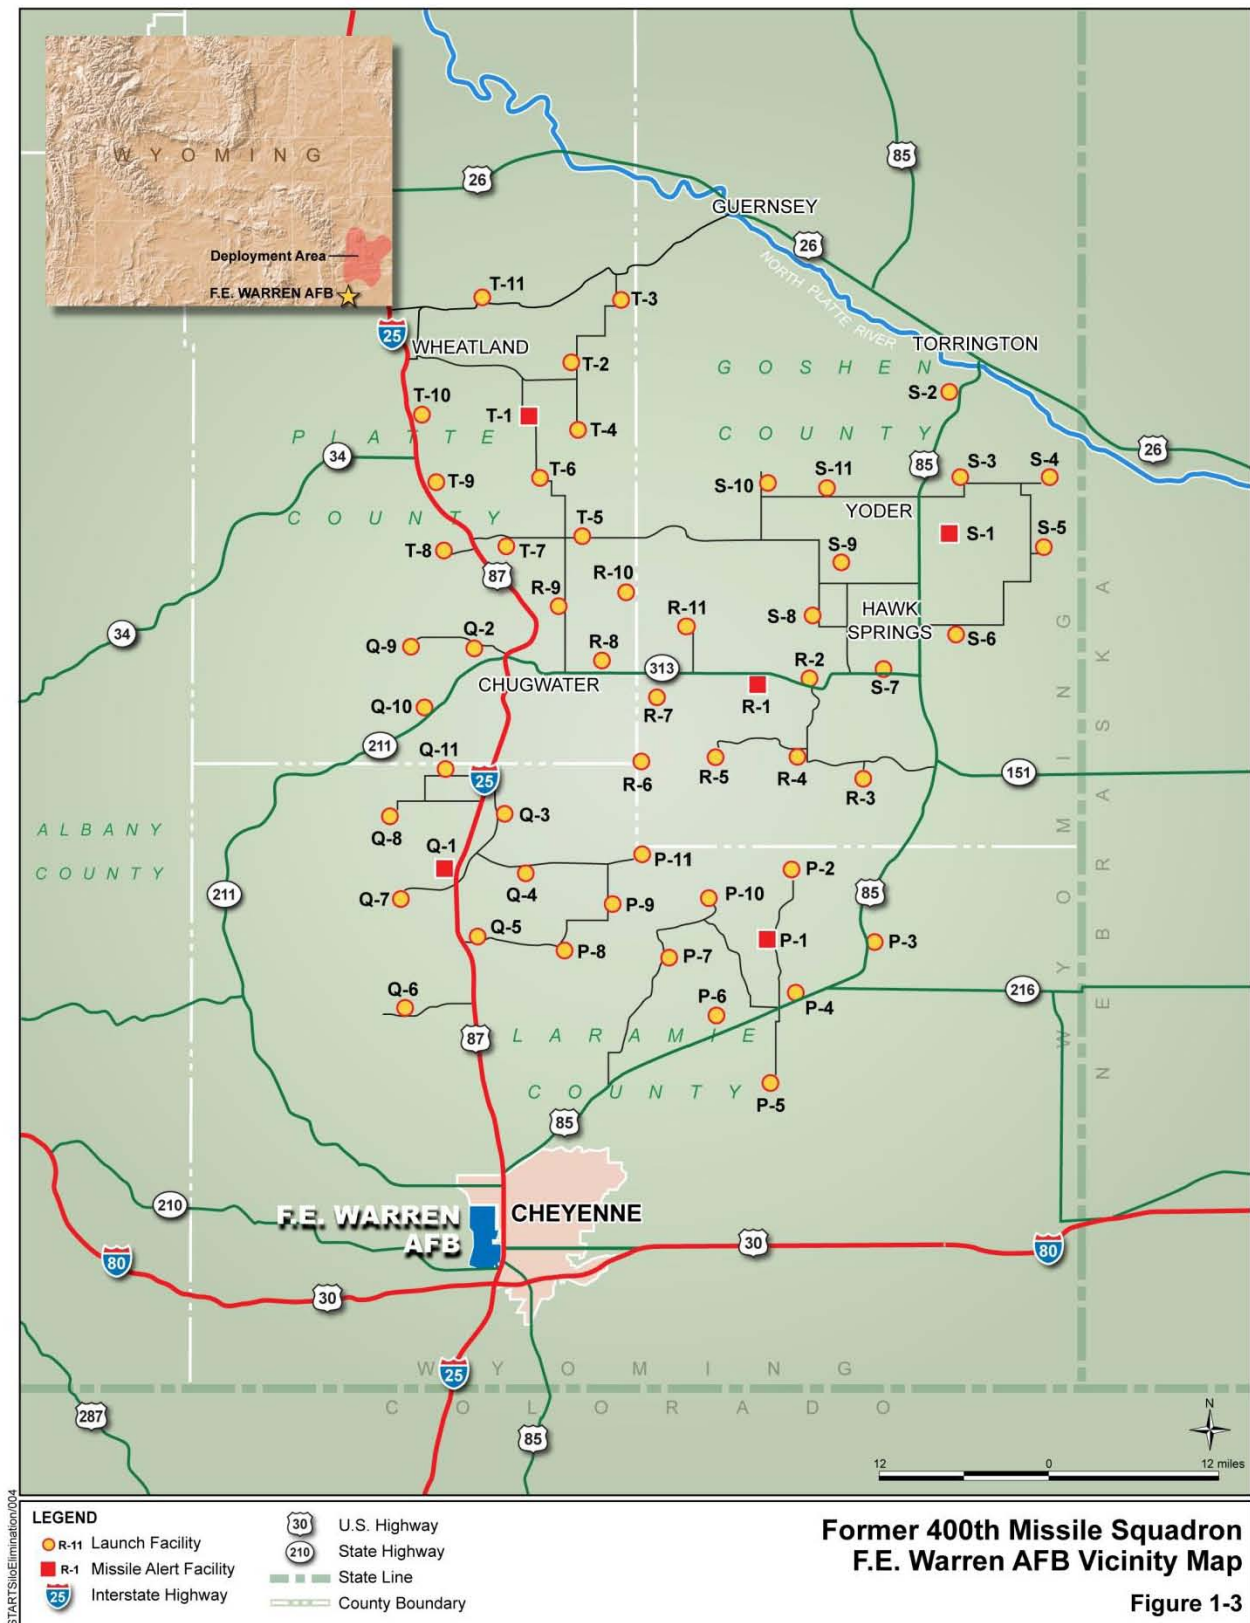 WYOMING
Deployment Area
F.E. WARREN AFB
26
85
GUERNSEY
26
NORTH PLATTE RIVER
T-11
T-3
25
WHEATLAND
TORRINGTON
GOSHEN
COUNTY
T-2
S-2
T-10
T-1
T-4
PLATTE
COUNTY
34
85
26
T-9
T-6
S-10
S-11
S-3
S-4
YODER
T-8
T-7
T-5
S-1
S-5
87
S-9
R-10
R-9
R-11
S-8
HAWK
SPRINGS
S-6
34
Q-9
Q-2
R-8
313
R-2
S-7
CHUGWATER
R-7
R-1
Q-10
211
Q-11
25
R-6
R-5
R-4
R-3
151
Q-8
Q-3
ALBANY
COUNTY
Q-1
P-11
P-2
211
Q-7
Q-4
P-9
P-10
85
Q-5
P-8
P-7
P-1
P-3
Q-6
P-6
P-4
216
87
LARAMIE
COUNTY
P-5
WYOMING
NEBRASKA
85
210
F.E. WARREN
AFB
CHEYENNE
80
30
30
80
25
WYOMING
COLORADO
287
85
N
12 0 12 miles
STARTSiloElimination/004
LEGEND
R-11 Launch Facility
R-1 Missile Alert Facility
25 Interstate Highway
30 U.S. Highway
210 State Highway
State Line
County Boundary
Former 400th Missile Squadron
F.E. Warren AFB Vicinity Map
Figure 1-3